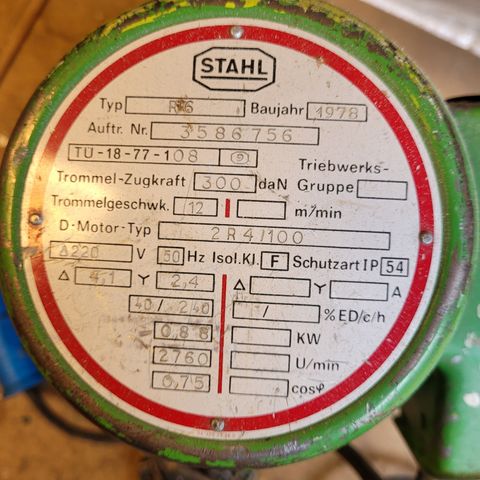 STAHL
Typ R6 Baujahr 1978
Auftr. Nr. 3586756
TU-18-77-108
Triebwerks-
Trommel-Zugkraft 300 daN Gruppe
Trommelgeschwk. 12 m/min
D-Motor-Typ 2R4/100
Δ220 V 50 Hz Isol.Kl. F Schutzart IP 54
Δ 4,1 Y 2,4 Δ Y A
40/ 240 / %ED/c/h
0,88 KW
2760 U/min
0,75 cosφ